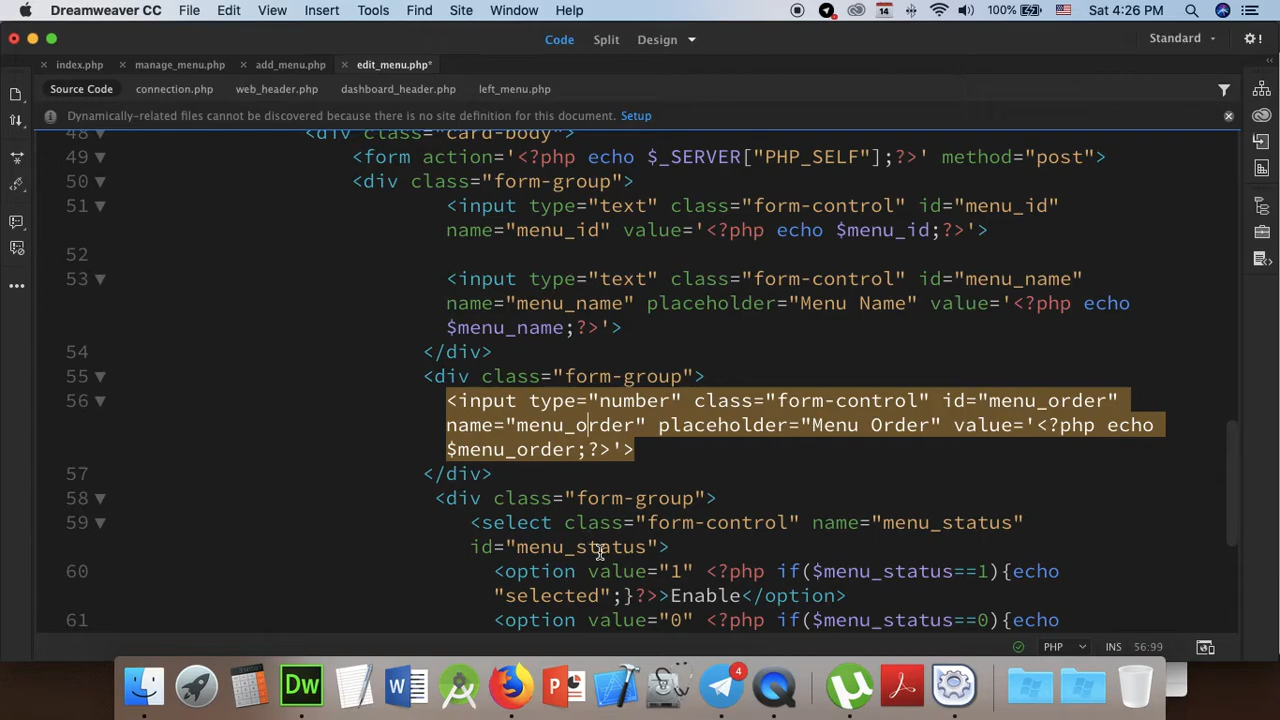 Dreamweaver CC File Edit View Insert Tools Find Site Window Help 14 100% Sat 4:26 PM
Code Split Design Standard
index.php manage_menu.php add_menu.php edit_menu.php*
Source Code connection.php web_header.php dashboard_header.php left_menu.php
Dynamically-related files cannot be discovered because there is no site definition for this document. Setup
48 <div class="card-body">
49 <form action='<?php echo $_SERVER["PHP_SELF"];?>' method="post">
50 <div class="form-group">
51 <input type="text" class="form-control" id="menu_id"
name="menu_id" value='<?php echo $menu_id;?>'>
52
53 <input type="text" class="form-control" id="menu_name"
name="menu_name" placeholder="Menu Name" value='<?php echo
$menu_name;?>'>
54 </div>
55 <div class="form-group">
56 <input type="number" class="form-control" id="menu_order"
name="menu_order" placeholder="Menu Order" value='<?php echo
$menu_order;?>'>
57 </div>
58 <div class="form-group">
59 <select class="form-control" name="menu_status"
id="menu_status">
60 <option value="1" <?php if($menu_status==1){echo
"selected";}?>>Enable</option>
61 <option value="0" <?php if($menu_status==0){echo
PHP INS 56:99
Dw W P 4